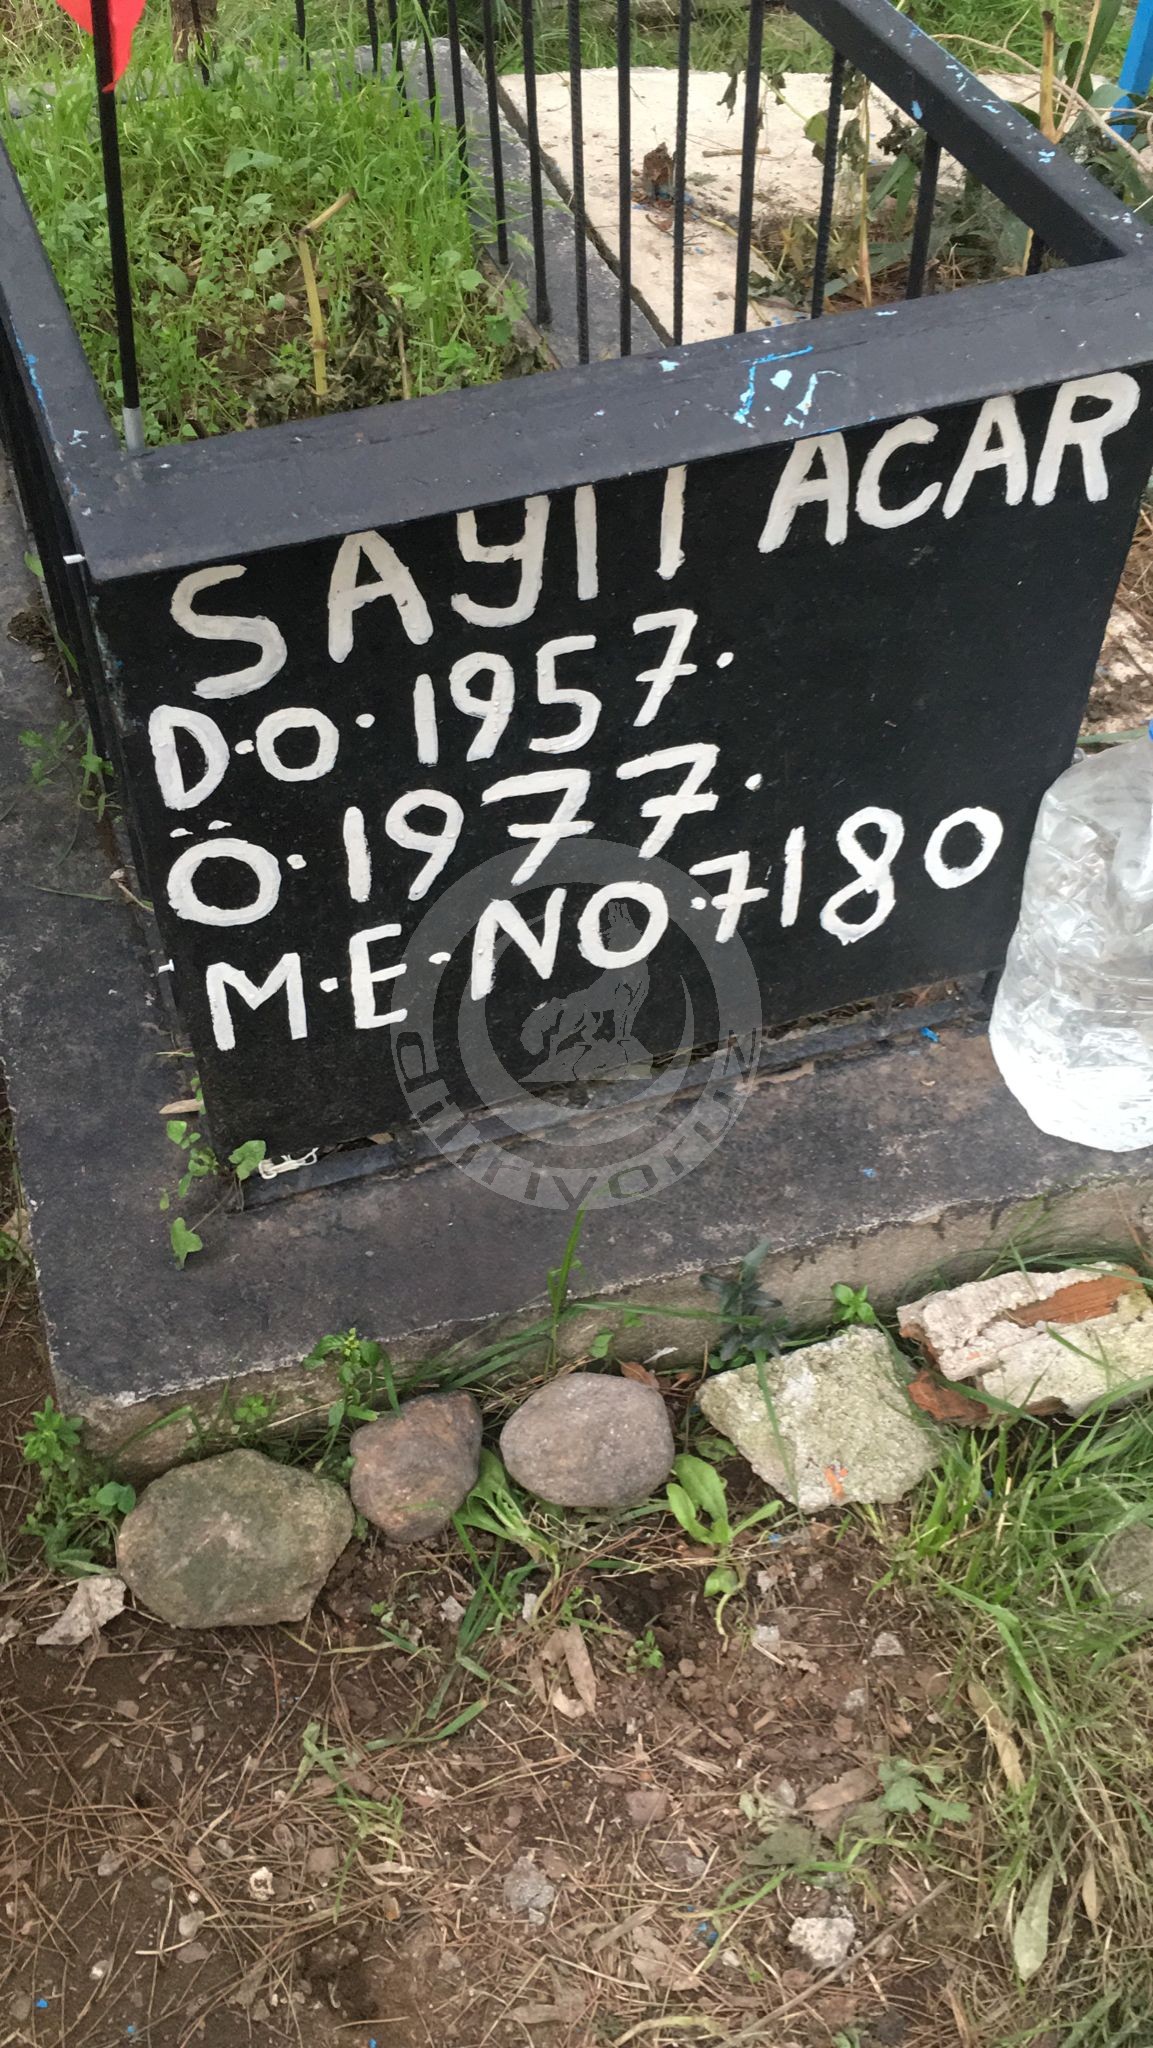 SAYIT ACAR
D.O. 1957.
Ö. 1977.
M.E. NO. 7180